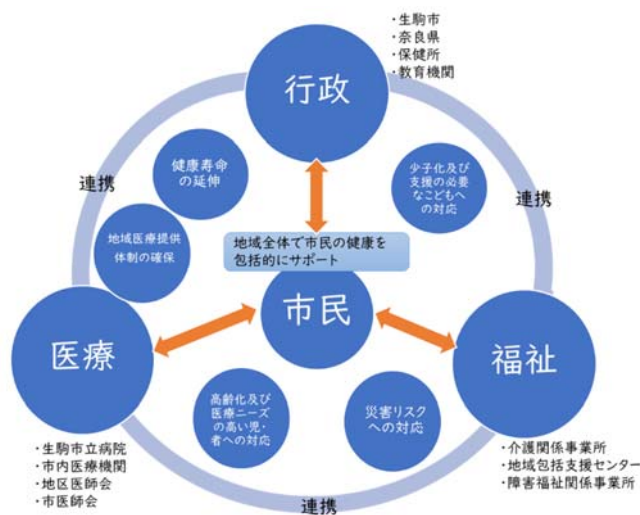 ・生駒市
・奈良県
・保健所
・教育機関
行政
連携
健康寿命
の延伸
少子化及び
支援の必要
なこどもへ
の対応
連携
地域医療提供
体制の確保
地域全体で市民の健康を
包括的にサポート
市民
医療
福祉
高齢化及び
医療ニーズ
の高い児・
者への対応
災害リスク
への対応
・生駒市立病院
・市内医療機関
・地区医師会
・市医師会
・介護関係事業所
・地域包括支援センター
・障害福祉関係事業所
連携